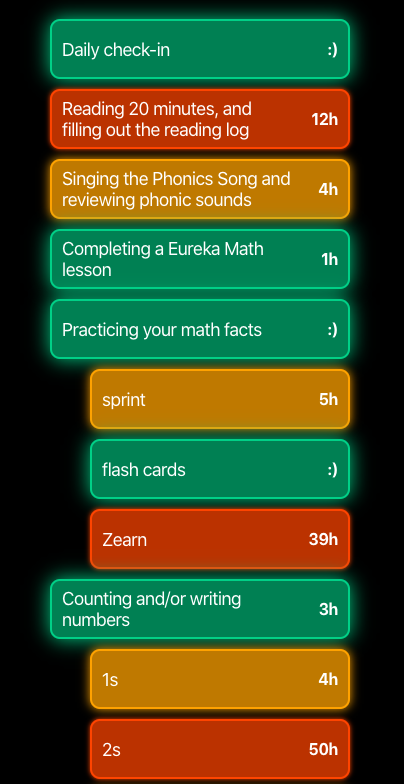 Daily check-in :)
Reading 20 minutes, and
filling out the reading log 12h
Singing the Phonics Song and
reviewing phonic sounds 4h
Completing a Eureka Math
lesson 1h
Practicing your math facts :)
sprint 5h
flash cards :)
Zearn 39h
Counting and/or writing
numbers 3h
1s 4h
2s 50h